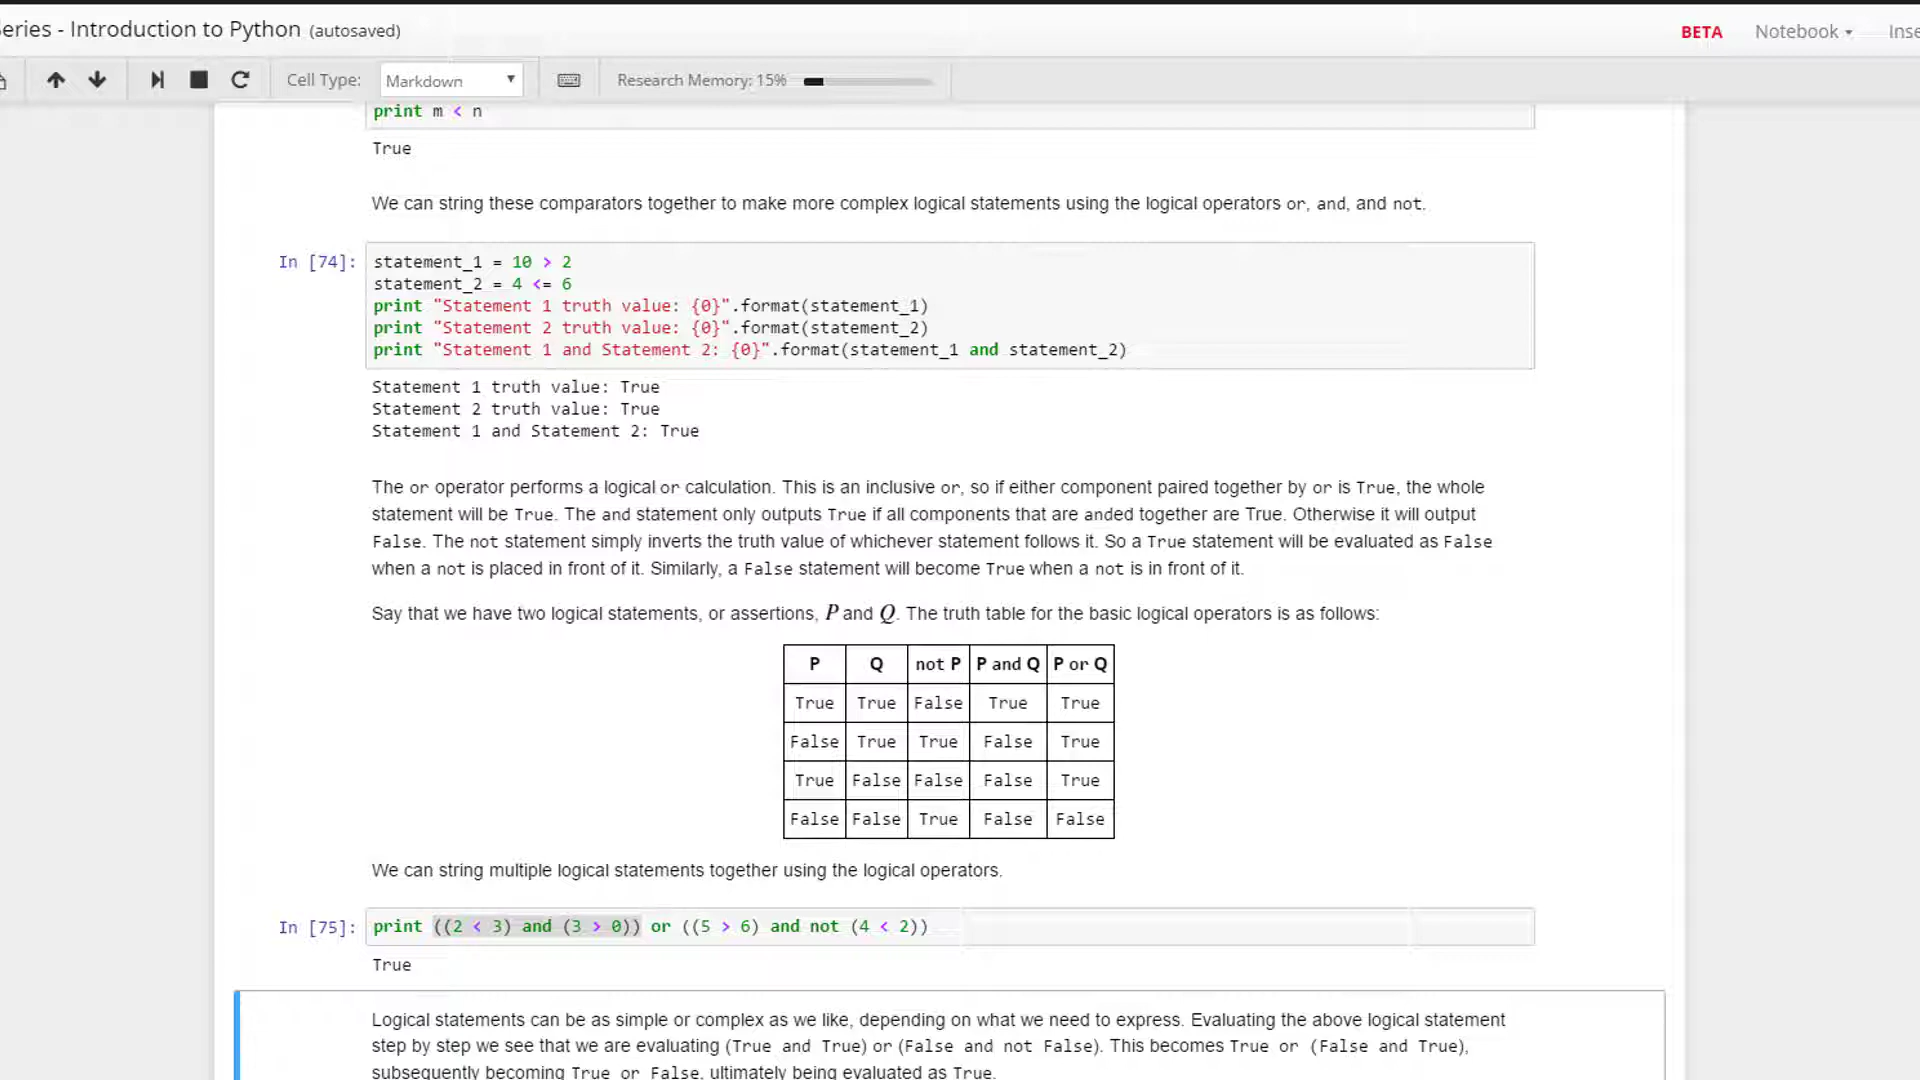 eries - Introduction to Python (autosaved)
BETA Notebook Inse
Cell Type: Markdown Research Memory: 15%
print m < n
True
We can string these comparators together to make more complex logical statements using the logical operators or, and, and not.
In [74]: statement_1 = 10 > 2
statement_2 = 4 <= 6
print "Statement 1 truth value: {0}".format(statement_1)
print "Statement 2 truth value: {0}".format(statement_2)
print "Statement 1 and Statement 2: {0}".format(statement_1 and statement_2)
Statement 1 truth value: True
Statement 2 truth value: True
Statement 1 and Statement 2: True
The or operator performs a logical or calculation. This is an inclusive or, so if either component paired together by or is True, the whole
statement will be True. The and statement only outputs True if all components that are anded together are True. Otherwise it will output
False. The not statement simply inverts the truth value of whichever statement follows it. So a True statement will be evaluated as False
when a not is placed in front of it. Similarly, a False statement will become True when a not is in front of it.
Say that we have two logical statements, or assertions, P and Q. The truth table for the basic logical operators is as follows:
P Q not P P and Q P or Q
True True False True True
False True True False True
True False False False True
False False True False False
We can string multiple logical statements together using the logical operators.
In [75]: print ((2 < 3) and (3 > 0)) or ((5 > 6) and not (4 < 2))
True
Logical statements can be as simple or complex as we like, depending on what we need to express. Evaluating the above logical statement
step by step we see that we are evaluating (True and True) or (False and not False). This becomes True or (False and True),
subsequently becoming True or False, ultimately being evaluated as True.